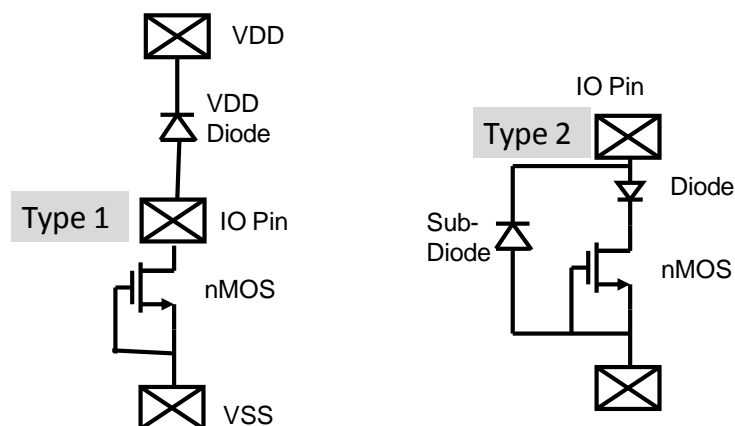 VDD
VDD
Diode
Type 1
IO Pin
nMOS
VSS
IO Pin
Type 2
Diode
Sub-
Diode
nMOS